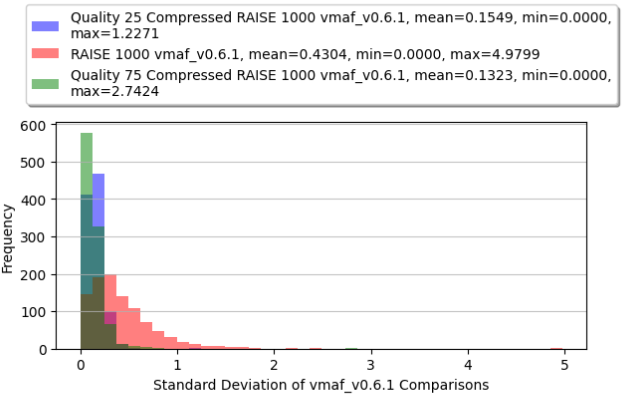 Quality 25 Compressed RAISE 1000 vmaf_v0.6.1, mean=0.1549, min=0.0000,
max=1.2271
RAISE 1000 vmaf_v0.6.1, mean=0.4304, min=0.0000, max=4.9799
Quality 75 Compressed RAISE 1000 vmaf_v0.6.1, mean=0.1323, min=0.0000,
max=2.7424
600
500
400
300
200
100
0
Frequency
0 1 2 3 4 5
Standard Deviation of vmaf_v0.6.1 Comparisons